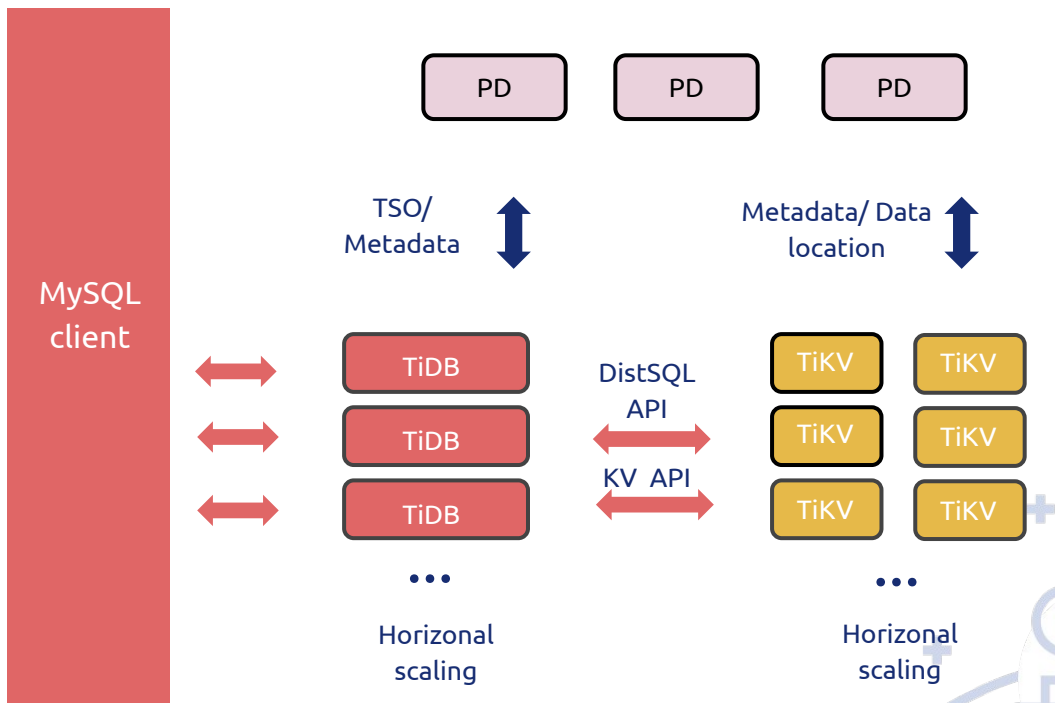 PD
PD
PD
TSO/
Metadata
Metadata/ Data
location
MySQL
client
TiDB
TiDB
TiDB
DistSQL
API
KV API
TiKV
TiKV
TiKV
TiKV
TiKV
TiKV
...
Horizonal
scaling
...
Horizonal
scaling